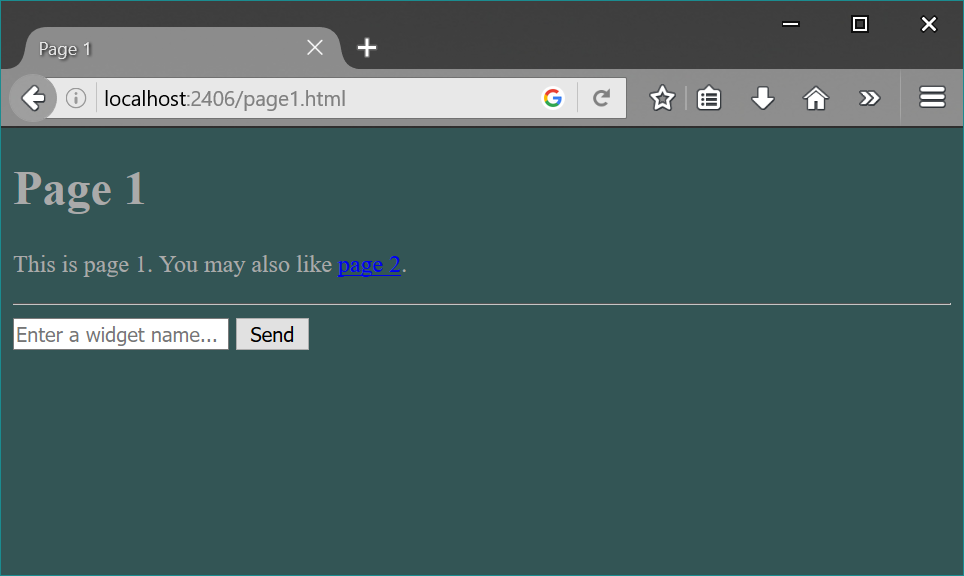 Page 1
localhost:2406/page1.html
Page 1
This is page 1. You may also like page 2.
Enter a widget name... Send